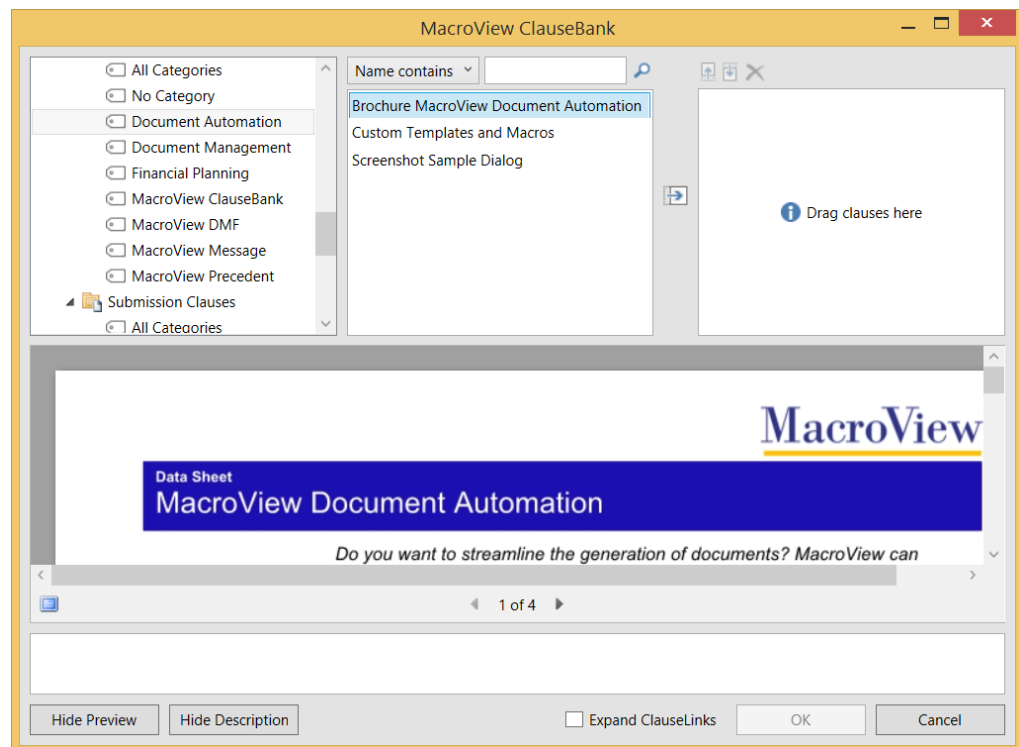 MacroView ClauseBank
All Categories
No Category
Document Automation
Document Management
Financial Planning
MacroView ClauseBank
MacroView DMF
MacroView Message
MacroView Precedent
Submission Clauses
All Categories
Name contains
Brochure MacroView Document Automation
Custom Templates and Macros
Screenshot Sample Dialog
Drag clauses here
MacroView
Data Sheet
MacroView Document Automation
Do you want to streamline the generation of documents? MacroView can
1 of 4
Hide Preview
Hide Description
Expand ClauseLinks
OK
Cancel